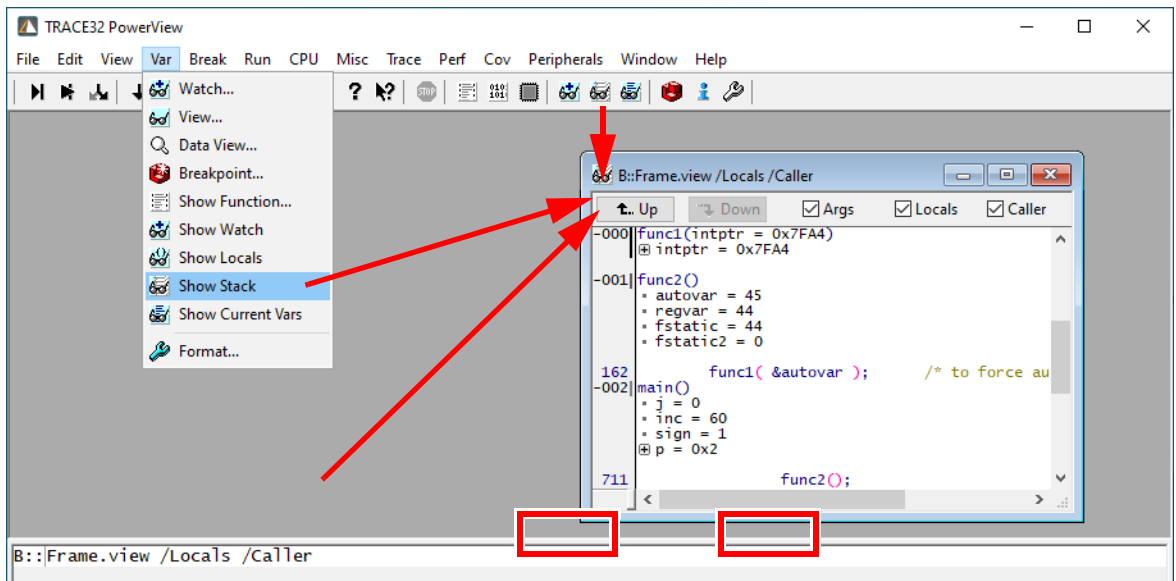 TRACE32 PowerView
File Edit View Var Break Run CPU Misc Trace Perf Cov Peripherals Window Help
STOP
010
101
Watch...
View...
Data View...
Breakpoint...
Show Function...
Show Watch
Show Locals
Show Stack
Show Current Vars
Format...
B::Frame.view /Locals /Caller
Up Down Args Locals Caller
-000 func1(intptr = 0x7FA4)
intptr = 0x7FA4
-001 func2()
autovar = 45
regvar = 44
fstatic = 44
fstatic2 = 0
162 func1( &autovar ); /* to force au
-002 main()
j = 0
inc = 60
sign = 1
p = 0x2
711 func2();
B::Frame.view /Locals /Caller